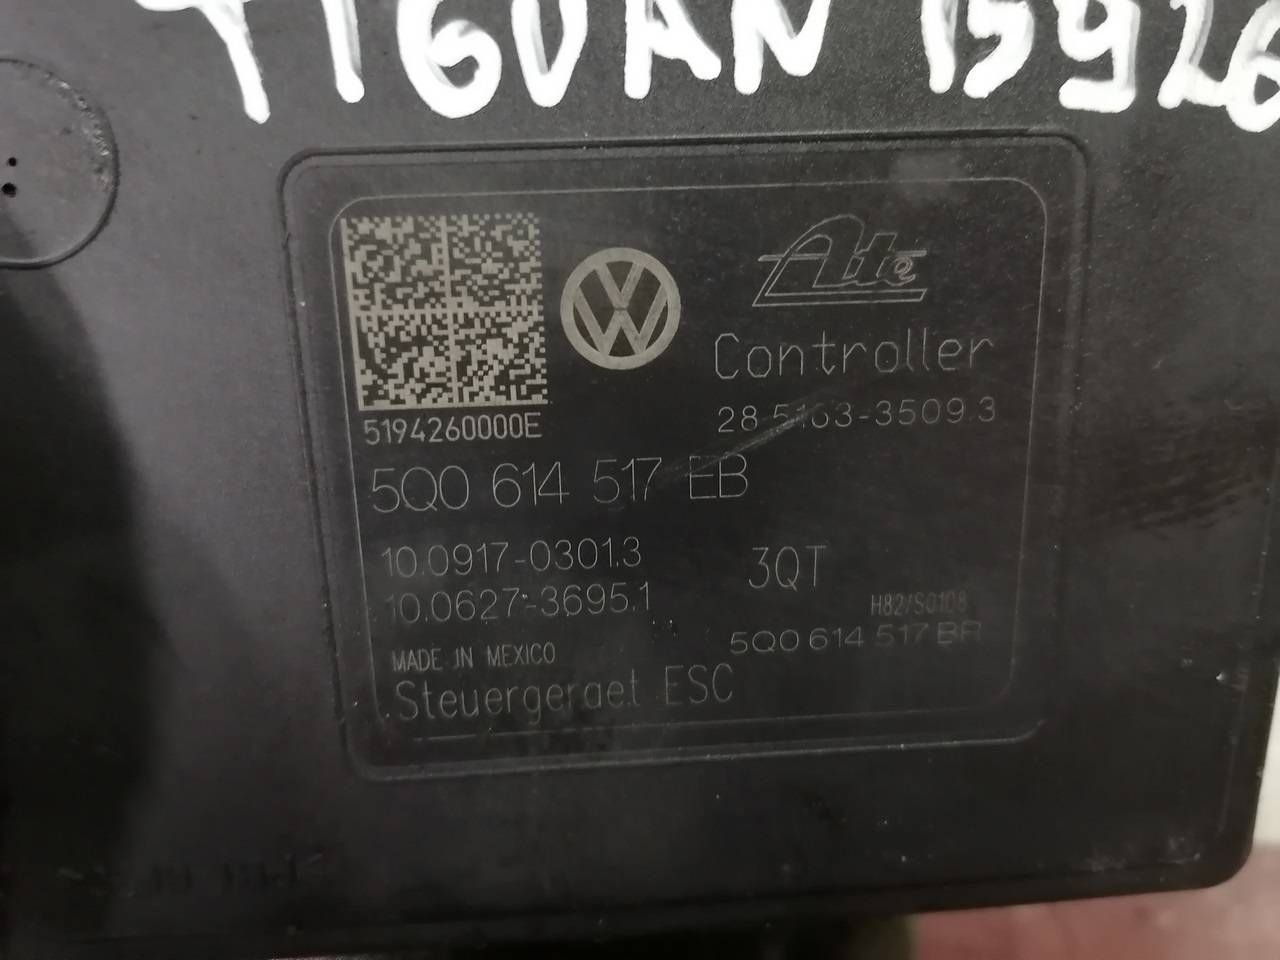 TIGUAN 15926
Ate
Controller
28.5163-3509.3
5194260000E
5Q0 614 517 EB
10.0917-0301.3
3QT
10.0627-3695.1
H82/S0108
5Q0 614 517 BR
MADE IN MEXICO
Steuergeraet ESC